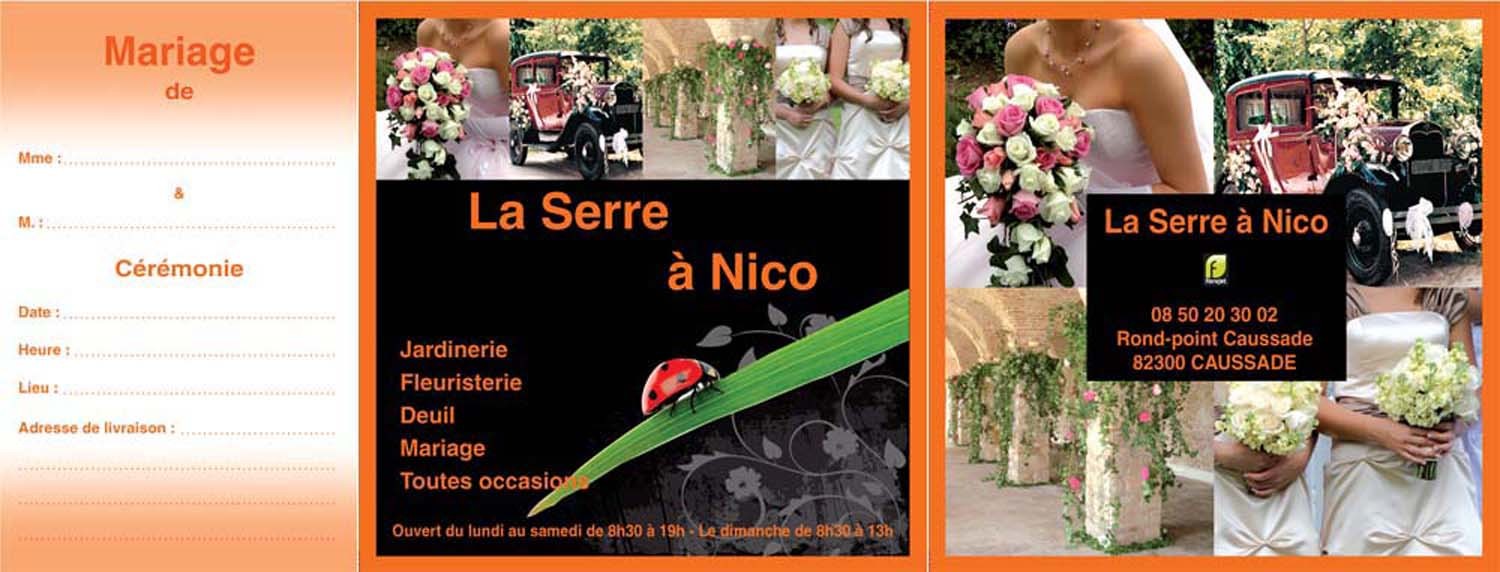 Mariage
de
Mme :
&
M. :
Cérémonie
Date :
Heure :
Lieu :
Adresse de livraison :
La Serre
à Nico
Jardinerie
Fleuristerie
Deuil
Mariage
Toutes occasions
Ouvert du lundi au samedi de 8h30 à 19h - Le dimanche de 8h30 à 13h
La Serre à Nico
08 50 20 30 02
Rond-point Caussade
82300 CAUSSADE